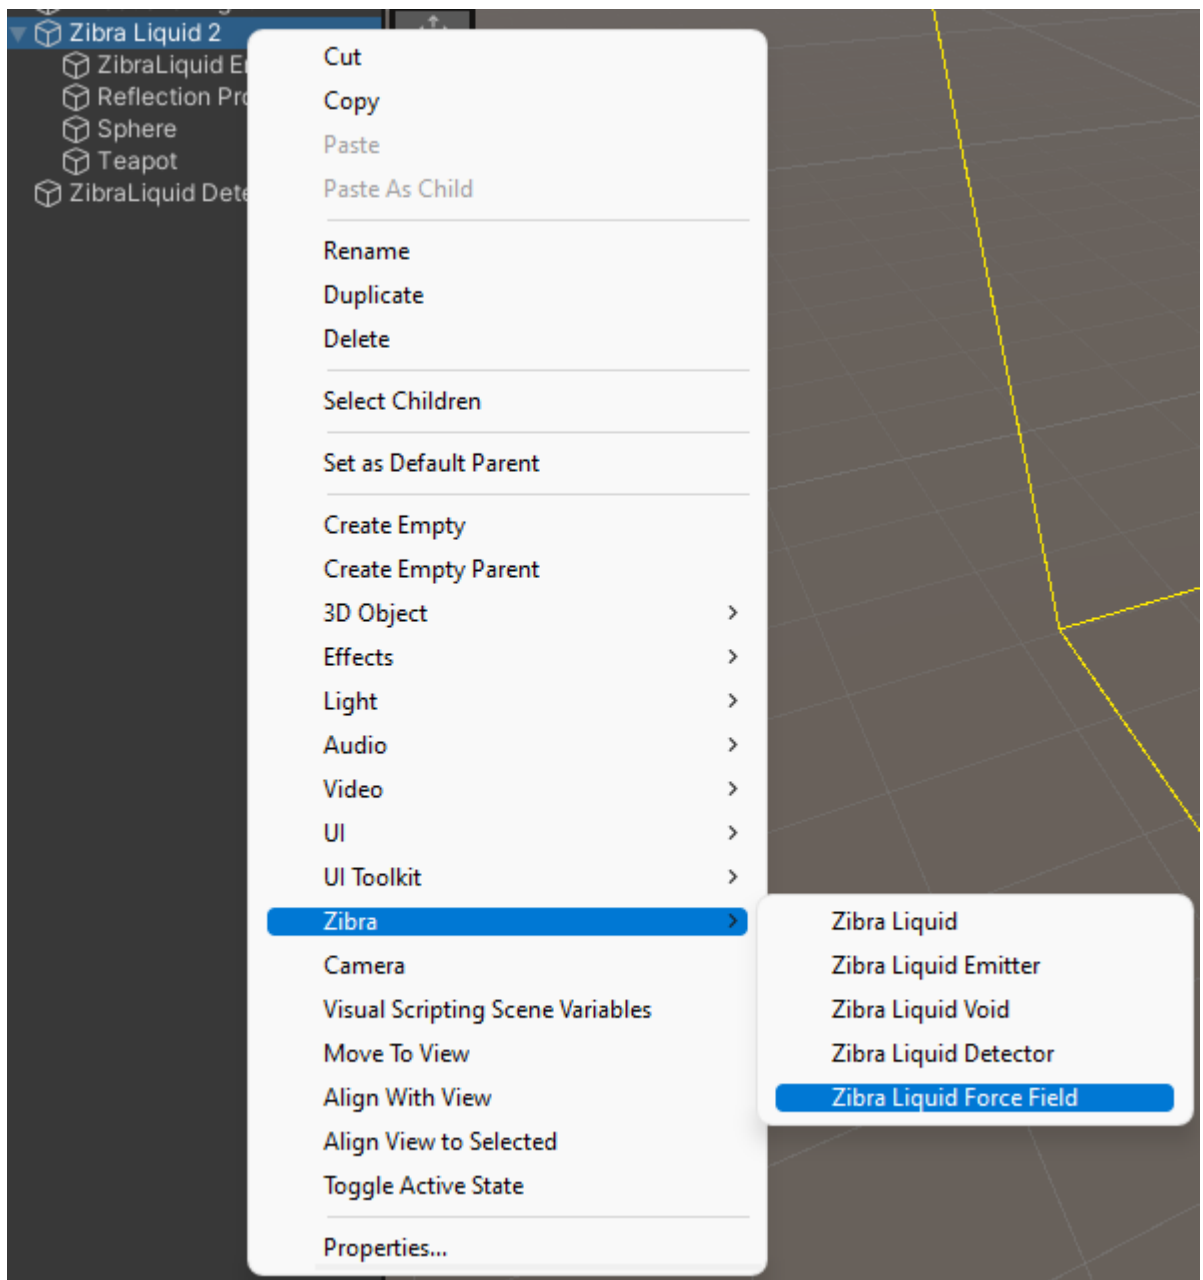 Zibra Liquid 2
ZibraLiquid
Reflection
Sphere
Teapot
ZibraLiquid
Cut
Copy
Paste
Paste As Child
Rename
Duplicate
Delete
Select Children
Set as Default Parent
Create Empty
Create Empty Parent
3D Object
Effects
Light
Audio
Video
UI
UI Toolkit
Zibra
Camera
Visual Scripting Scene Variables
Move To View
Align With View
Align View to Selected
Toggle Active State
Properties...
Zibra Liquid
Zibra Liquid Emitter
Zibra Liquid Void
Zibra Liquid Detector
Zibra Liquid Force Field